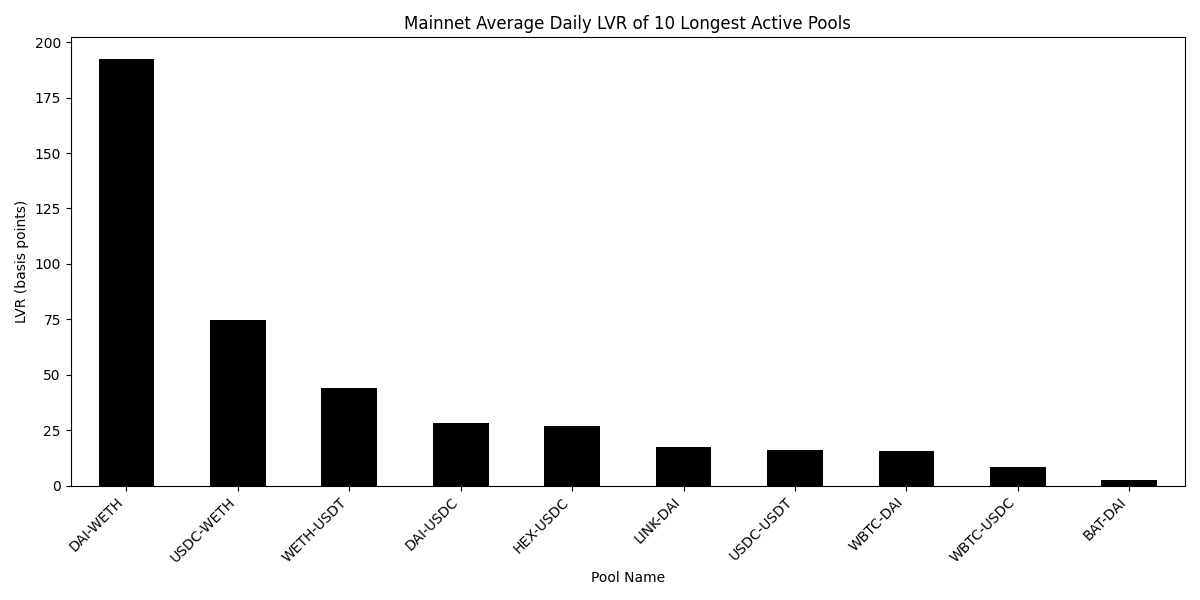 Mainnet Average Daily LVR of 10 Longest Active Pools
LVR (basis points)
200
175
150
125
100
75
50
25
0
DAI-WETH
USDC-WETH
WETH-USDT
DAI-USDC
HEX-USDC
LINK-DAI
USDC-USDT
WBTC-DAI
WBTC-USDC
BAT-DAI
Pool Name